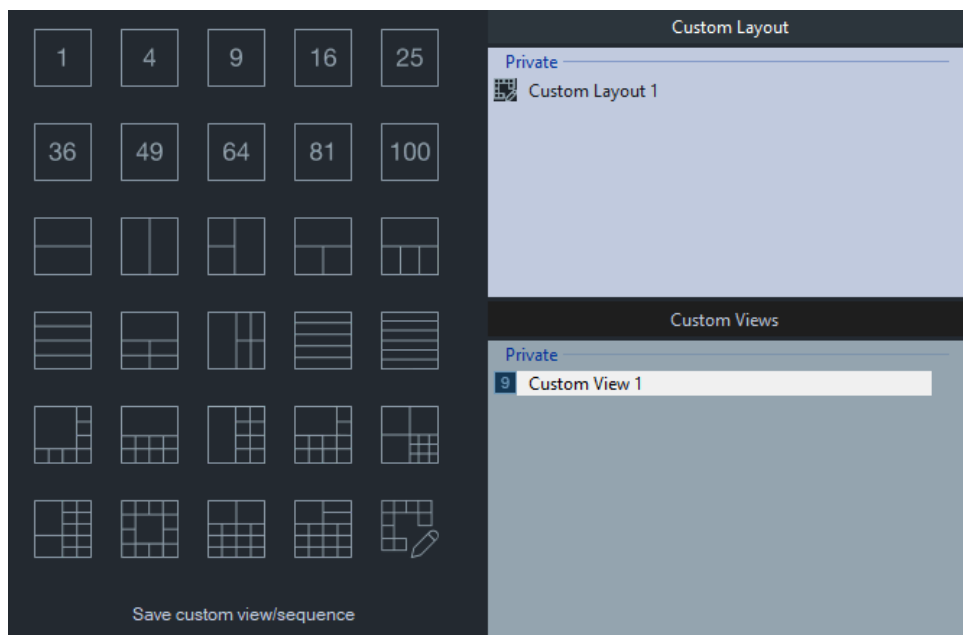 1 4 9 16 25
36 49 64 81 100
Save custom view/sequence
Custom Layout
Private
Custom Layout 1
Custom Views
Private
9 Custom View 1